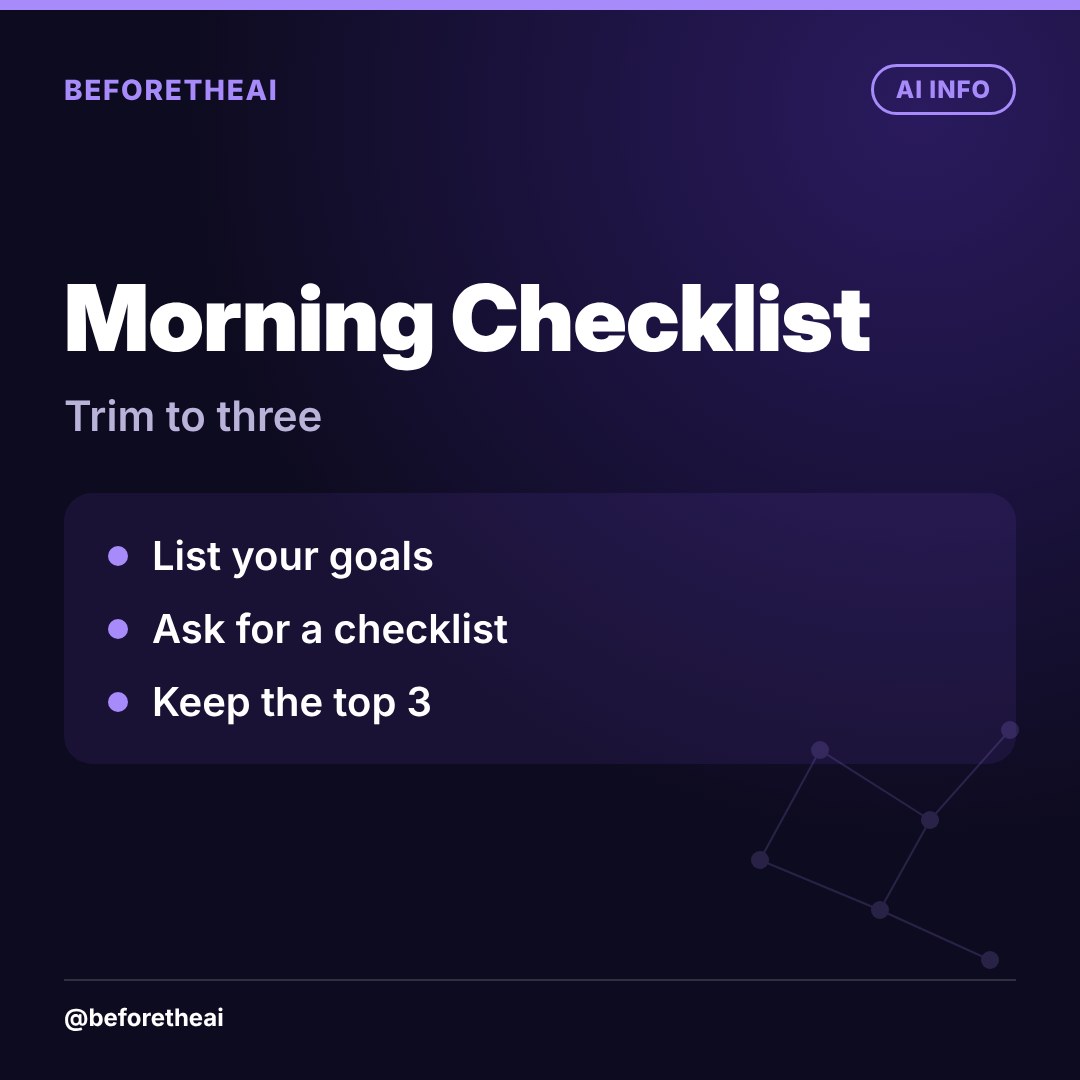 BEFORETHEAI
AI INFO
Morning Checklist
Trim to three
List your goals
Ask for a checklist
Keep the top 3
@beforetheai